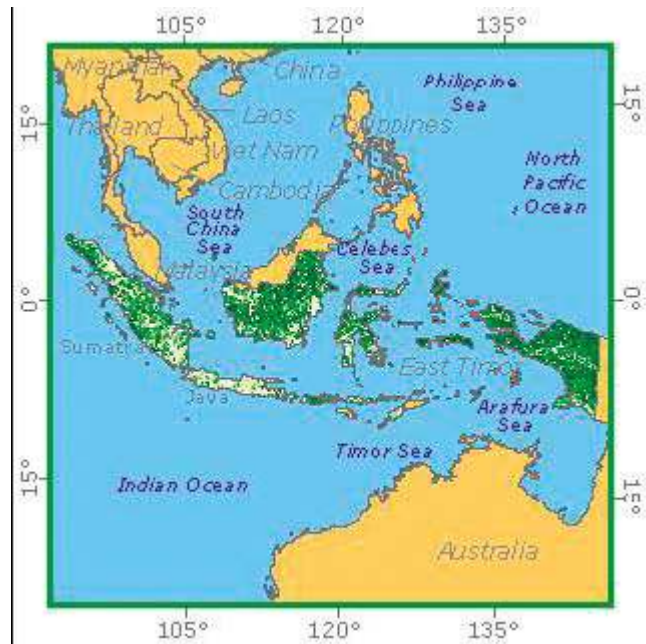 105° 120° 135°
Myanmar
China
Philippine
Sea
15°
15°
Laos
Thailand
Philippines
Viet Nam
North
Pacific
Ocean
Cambodia
South
China
Sea
Celebes
Sea
Malaysia
0°
0°
Sumatra
East Timor
Java
Arafura
Sea
Timor Sea
15°
Indian Ocean
15°
Australia
105° 120° 135°